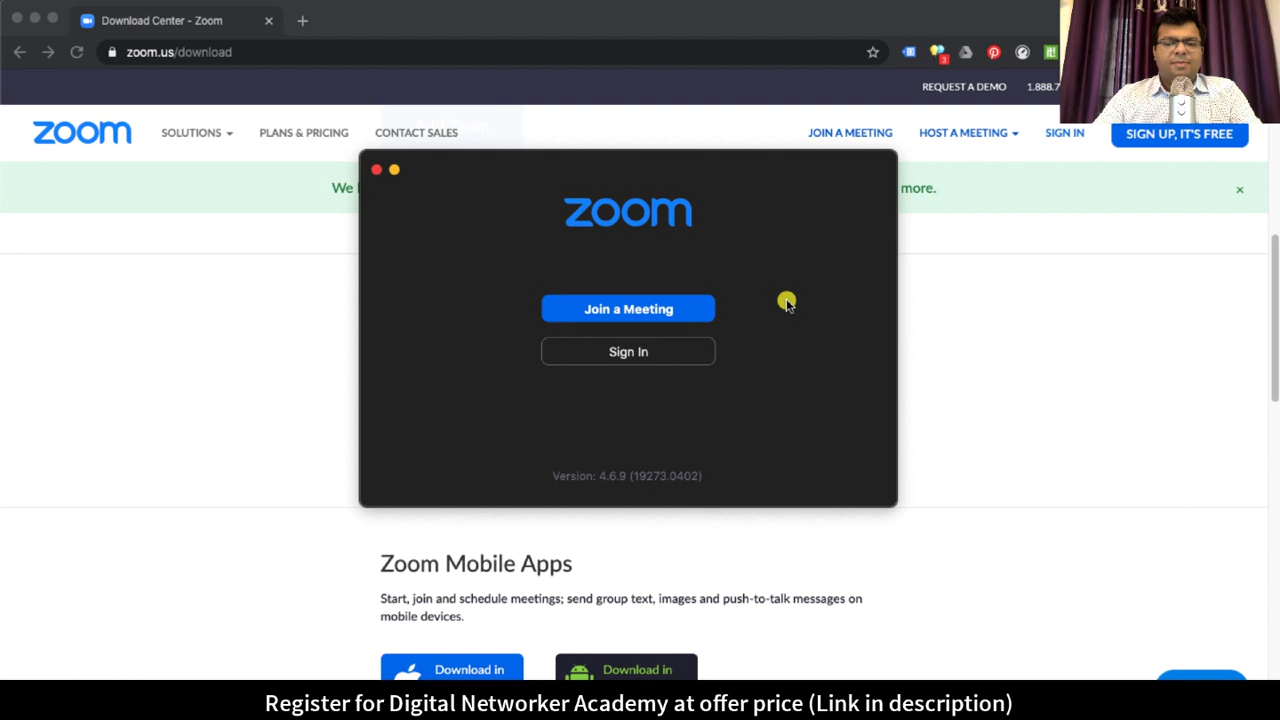 Download Center - Zoom
zoom.us/download
3
it!
REQUEST A DEMO
1.888.7
zoom
SOLUTIONS
PLANS & PRICING
CONTACT SALES
JOIN A MEETING
HOST A MEETING
SIGN IN
SIGN UP, IT'S FREE
We
more.
×
zoom
Join a Meeting
Sign In
Version: 4.6.9 (19273.0402)
Zoom Mobile Apps
Start, join and schedule meetings; send group text, images and push-to-talk messages on
mobile devices.
Download in
Download in
Register for Digital Networker Academy at offer price (Link in description)